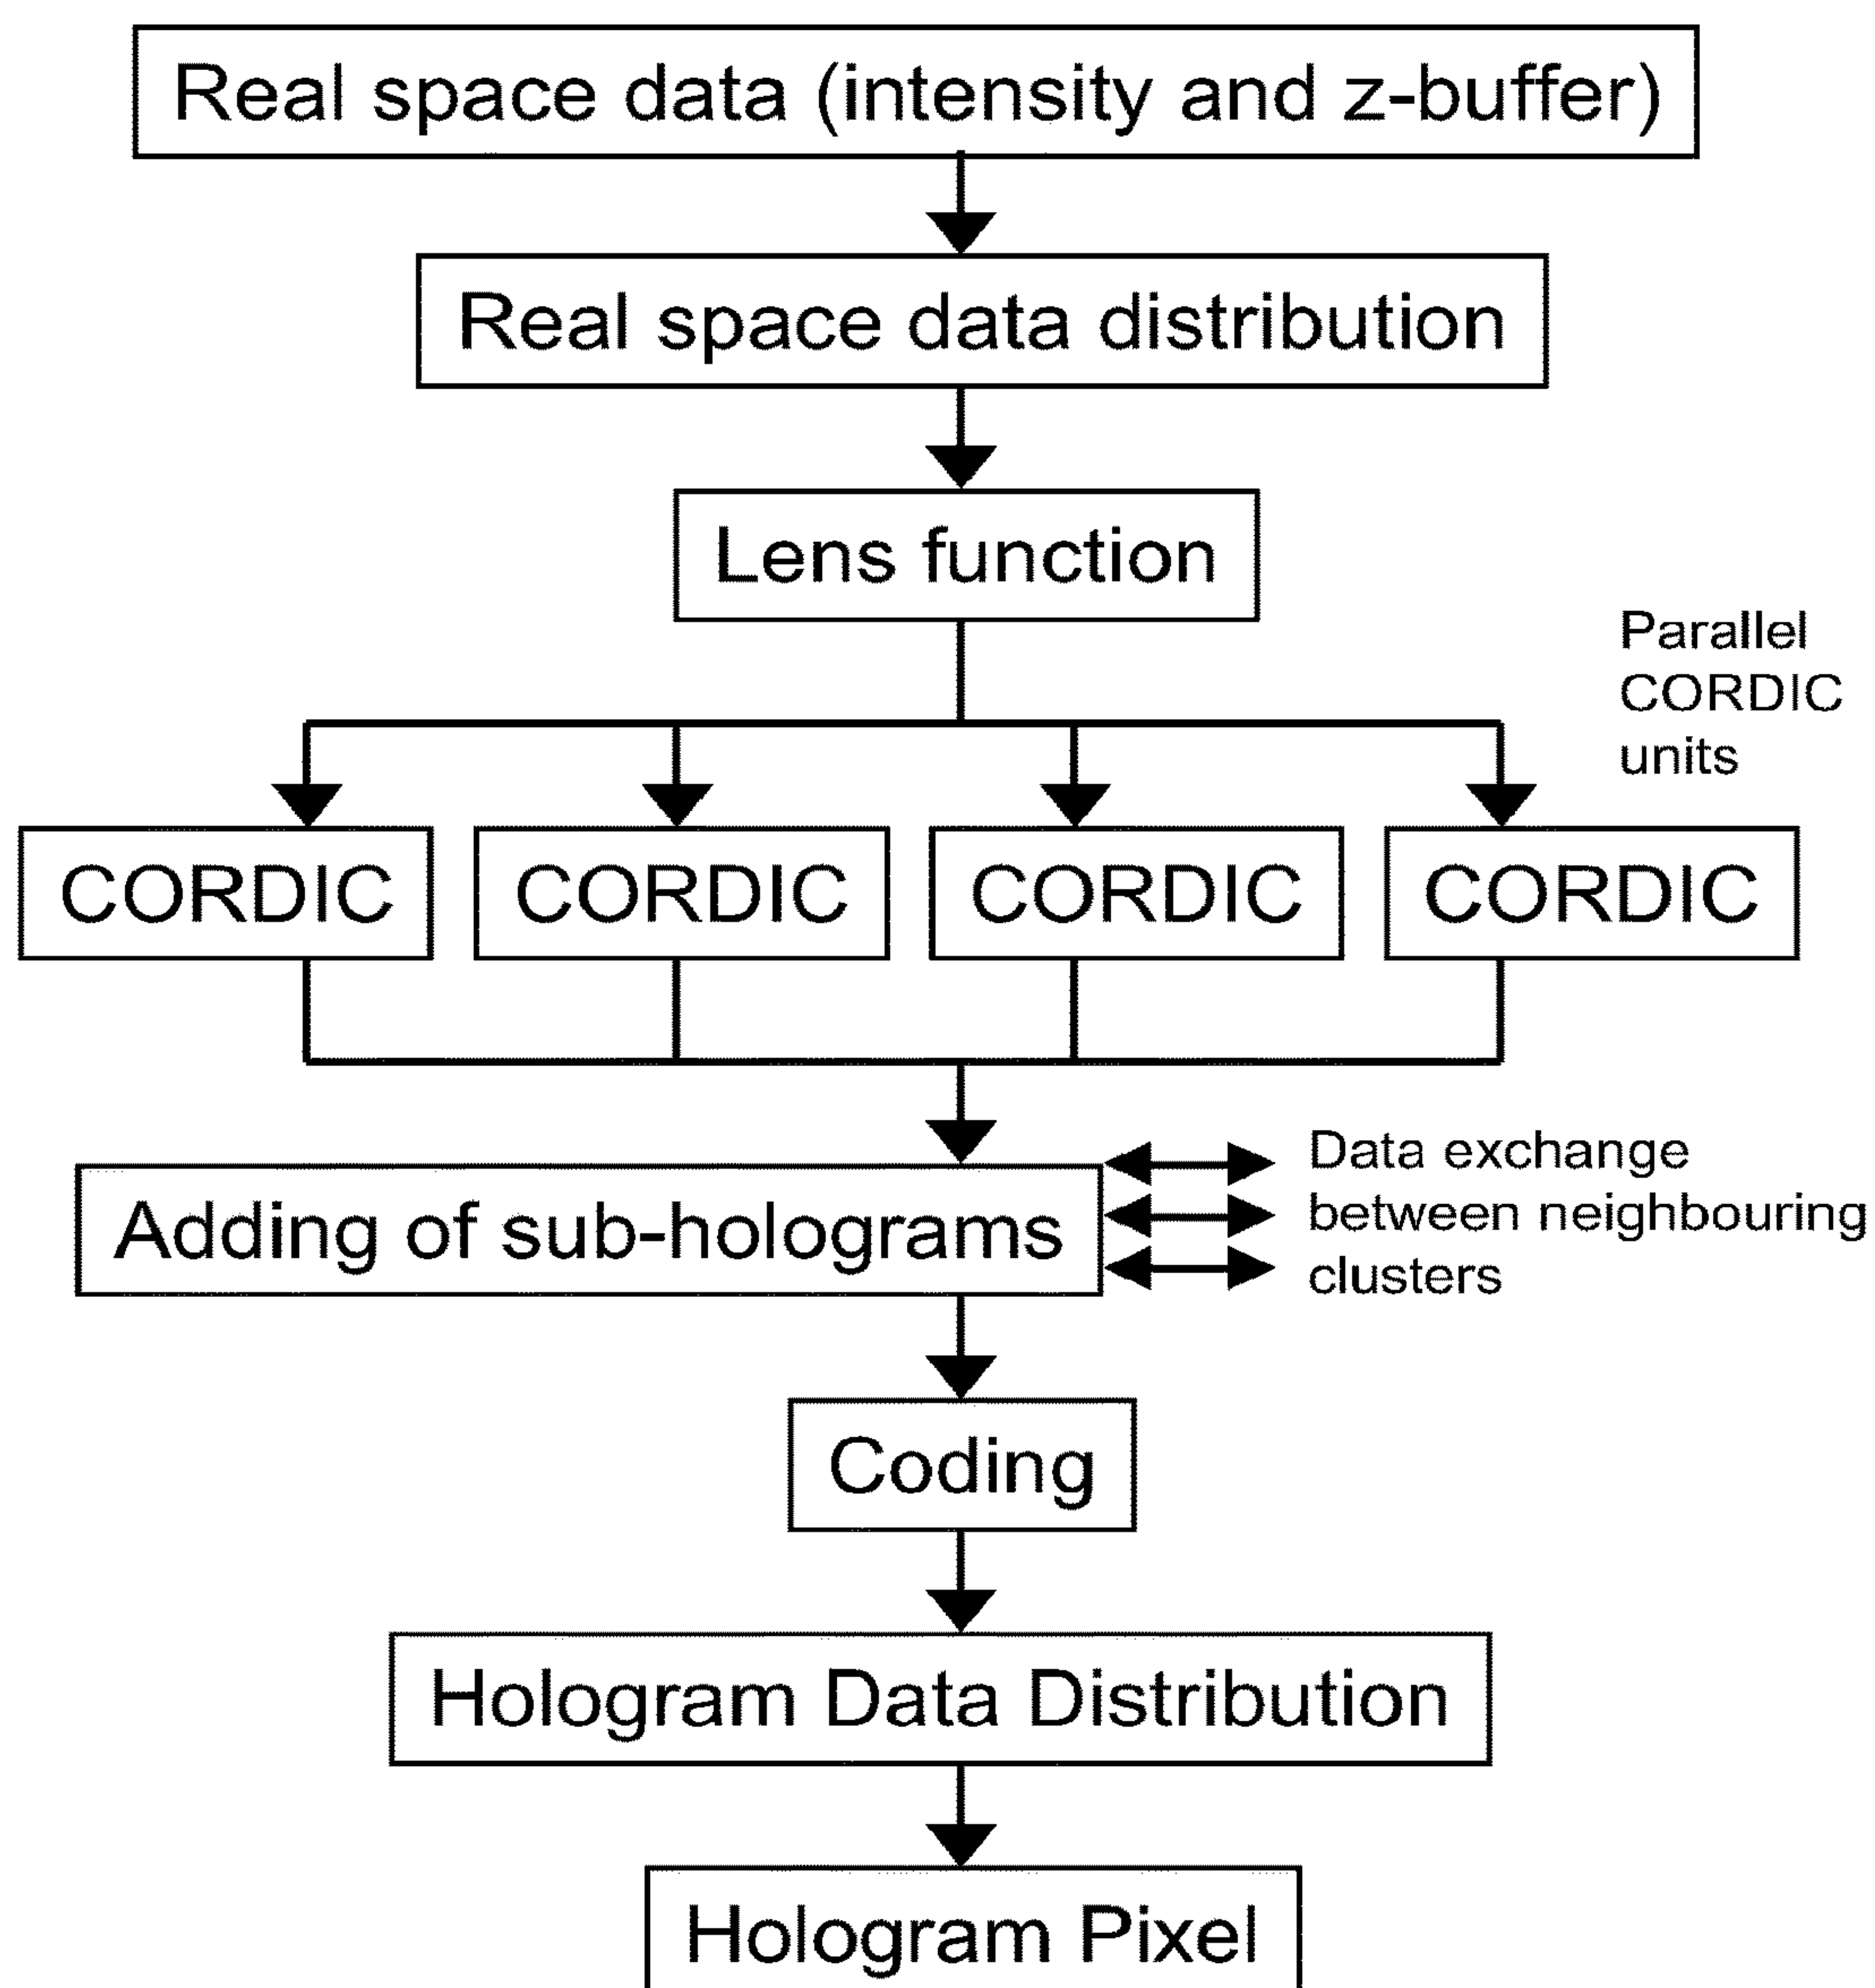 Real space data (intensity and z-buffer)
Real space data distribution
Lens function
Parallel
CORDIC
units
CORDIC
CORDIC
CORDIC
CORDIC
Adding of sub-holograms
Data exchange
between neighbouring
clusters
Coding
Hologram Data Distribution
Hologram Pixel